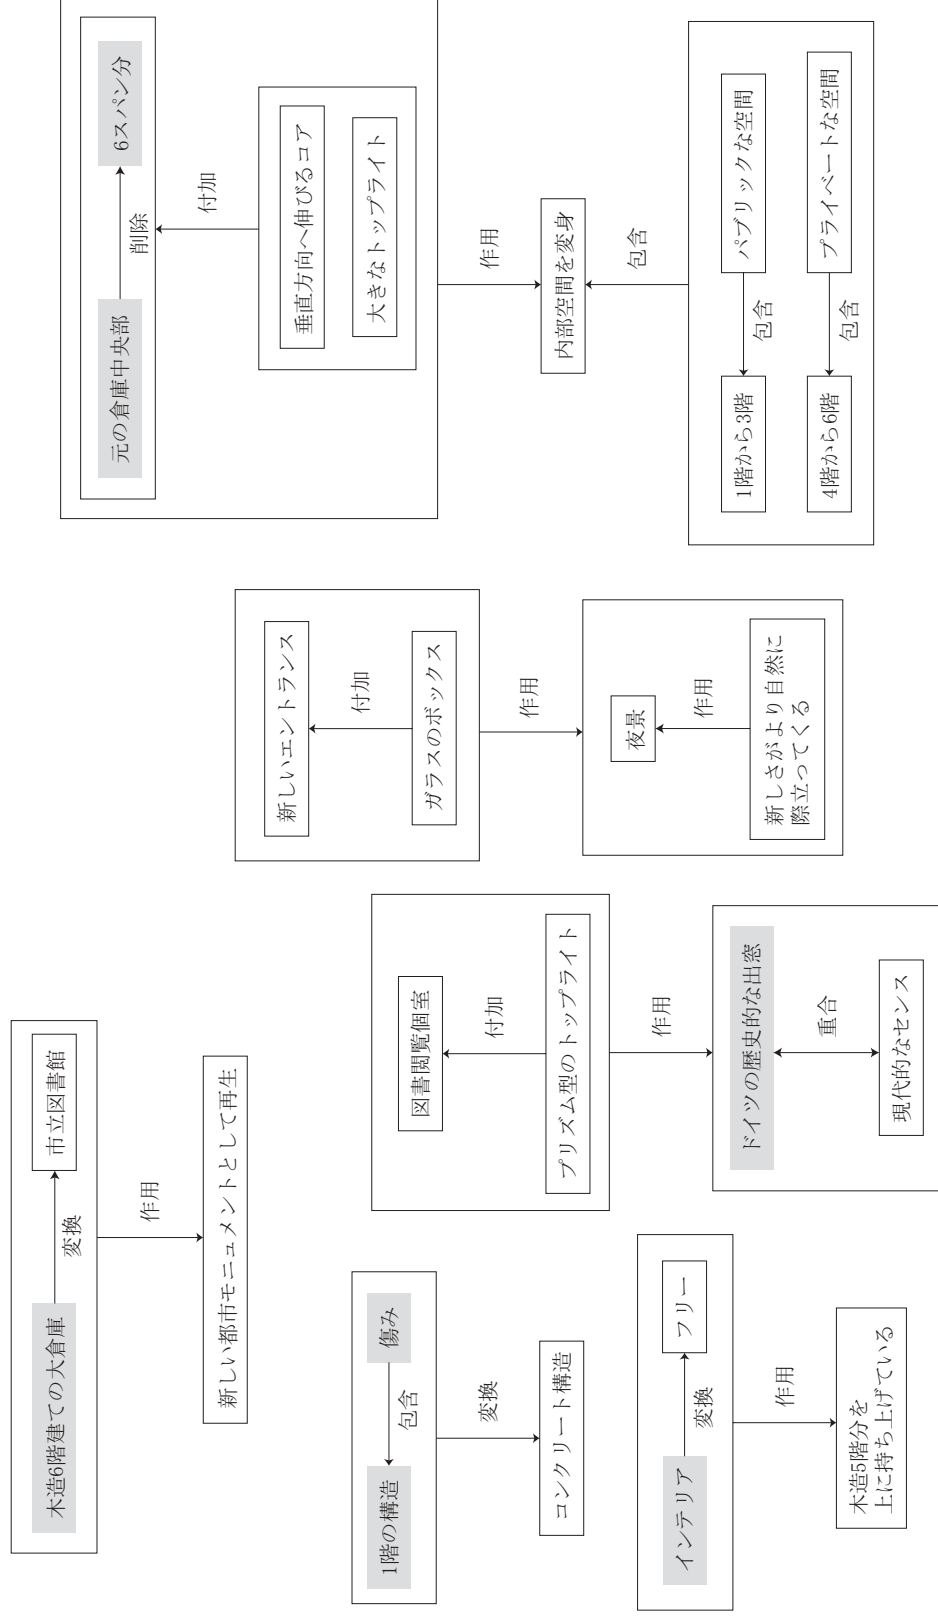 木造6階建ての大倉庫
変換
市立図書館
作用
新しい都市モニュメントとして再生
1階の構造
包含
傷み
変換
コンクリート構造
インテリア
変換
フリー
作用
木造5階分を
上に持ち上げている
図書閲覧個室
付加
プリズム型のトップライト
作用
ドイツの歴史的な出窓
重合
現代的なセンス
新しいエントランス
付加
ガラスのボックス
作用
夜景
作用
新しさがより自然に
際立ってくる
元の倉庫中央部
削除
6スパン分
付加
垂直方向へ伸びるコア
大きなトップライト
作用
内部空間を変身
包含
1階から3階
包含
パブリックな空間
4階から6階
包含
プライベートな空間